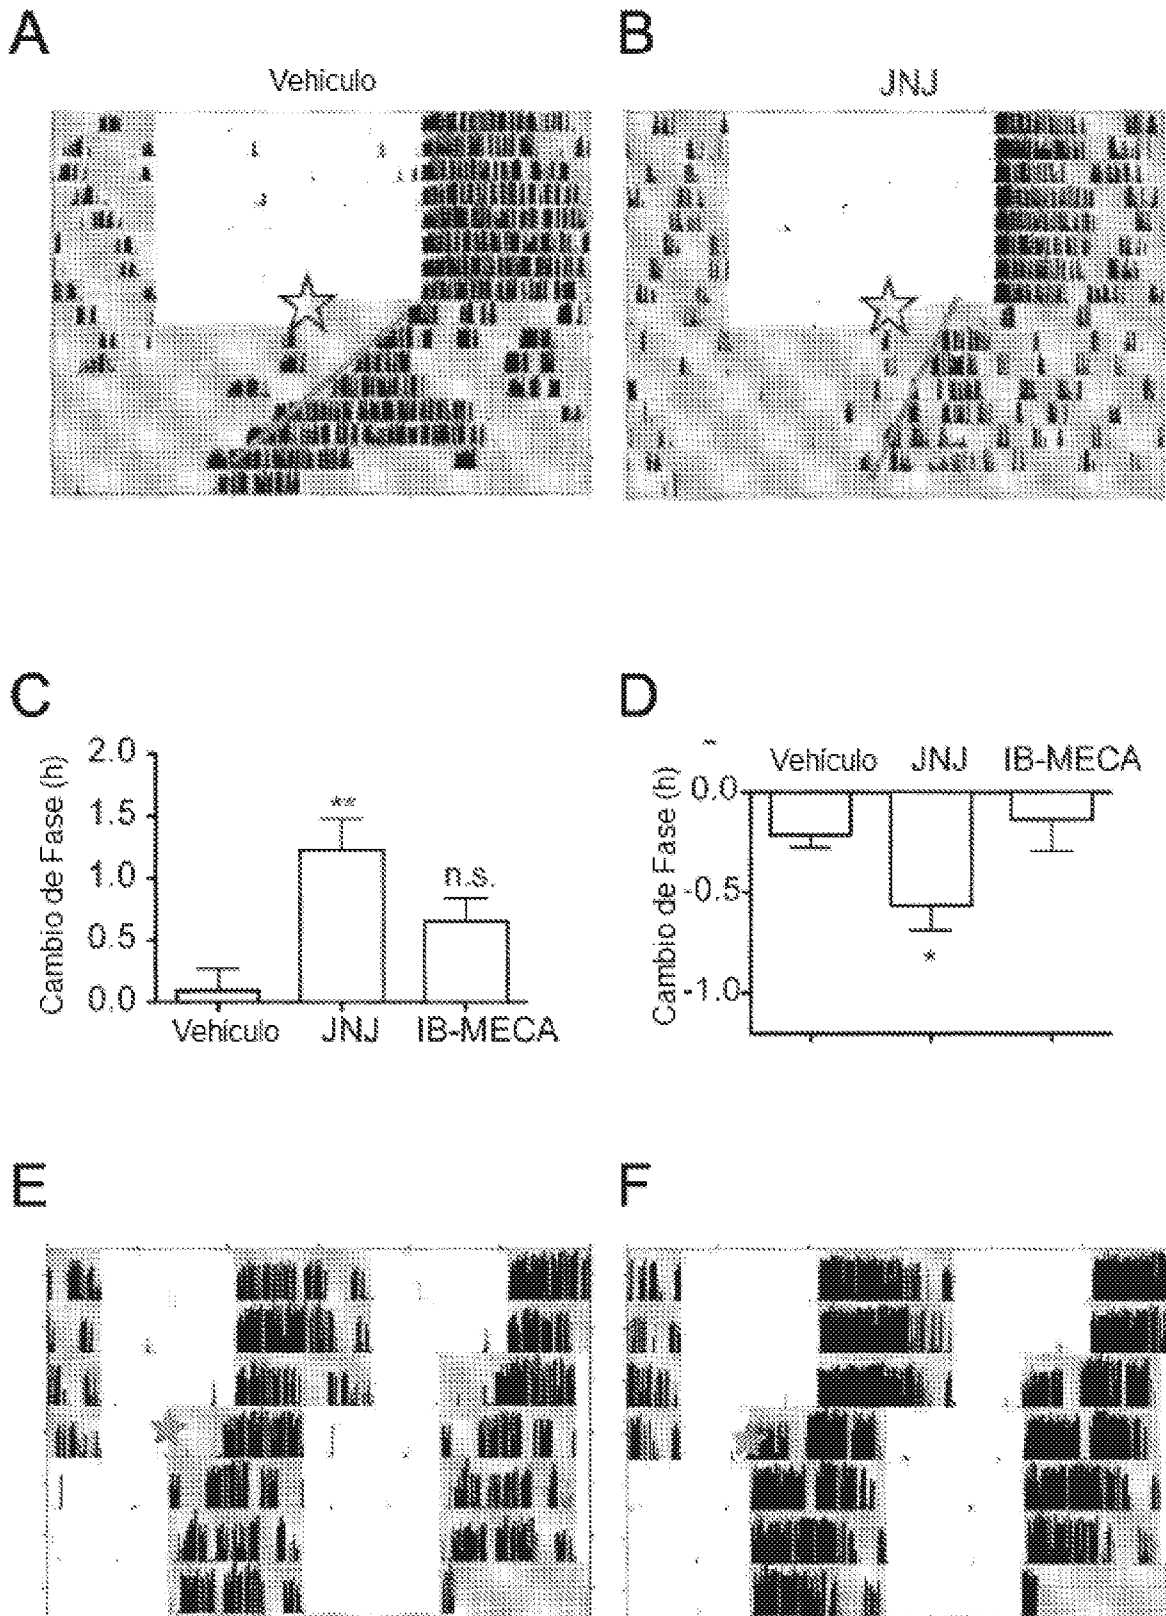 A
B
Vehículo
JNJ
C
D
Cambio de Fase (h)
2.0
1.5
1.0
0.5
0.0
**
n.s.
Vehículo
JNJ
IB-MECA
Cambio de Fase (h)
Vehículo
JNJ
IB-MECA
0.0
-0.5
-1.0
*
E
F